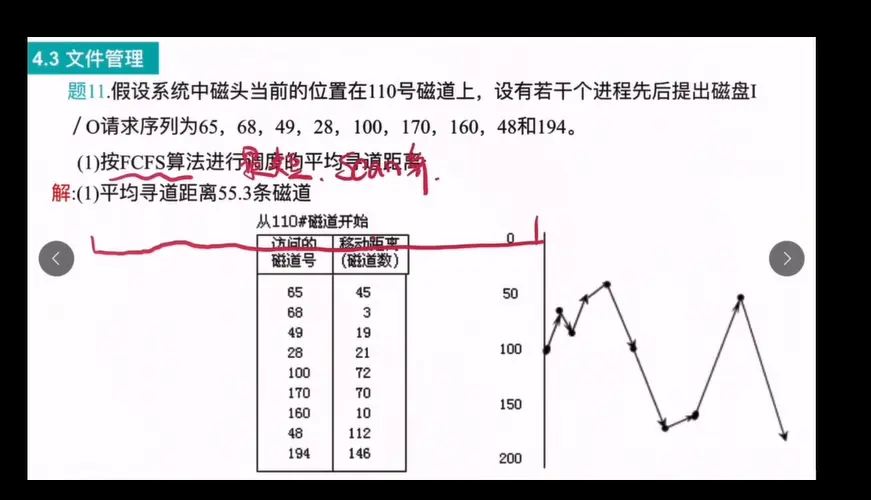 4.3 文件管理
题11.假设系统中磁头当前的位置在110号磁道上，设有若干个进程先后提出磁盘I
/O请求序列为65，68，49，28，100，170，160，48和194。
(1)按FCFS算法进行调度的平均寻道距离
Scan
解:(1)平均寻道距离55.3条磁道
从110#磁道开始
访问的 移动距离
磁道号 (磁道数)
65 45
68 3
49 19
28 21
100 72
170 70
160 10
48 112
194 146
0
50
100
150
200